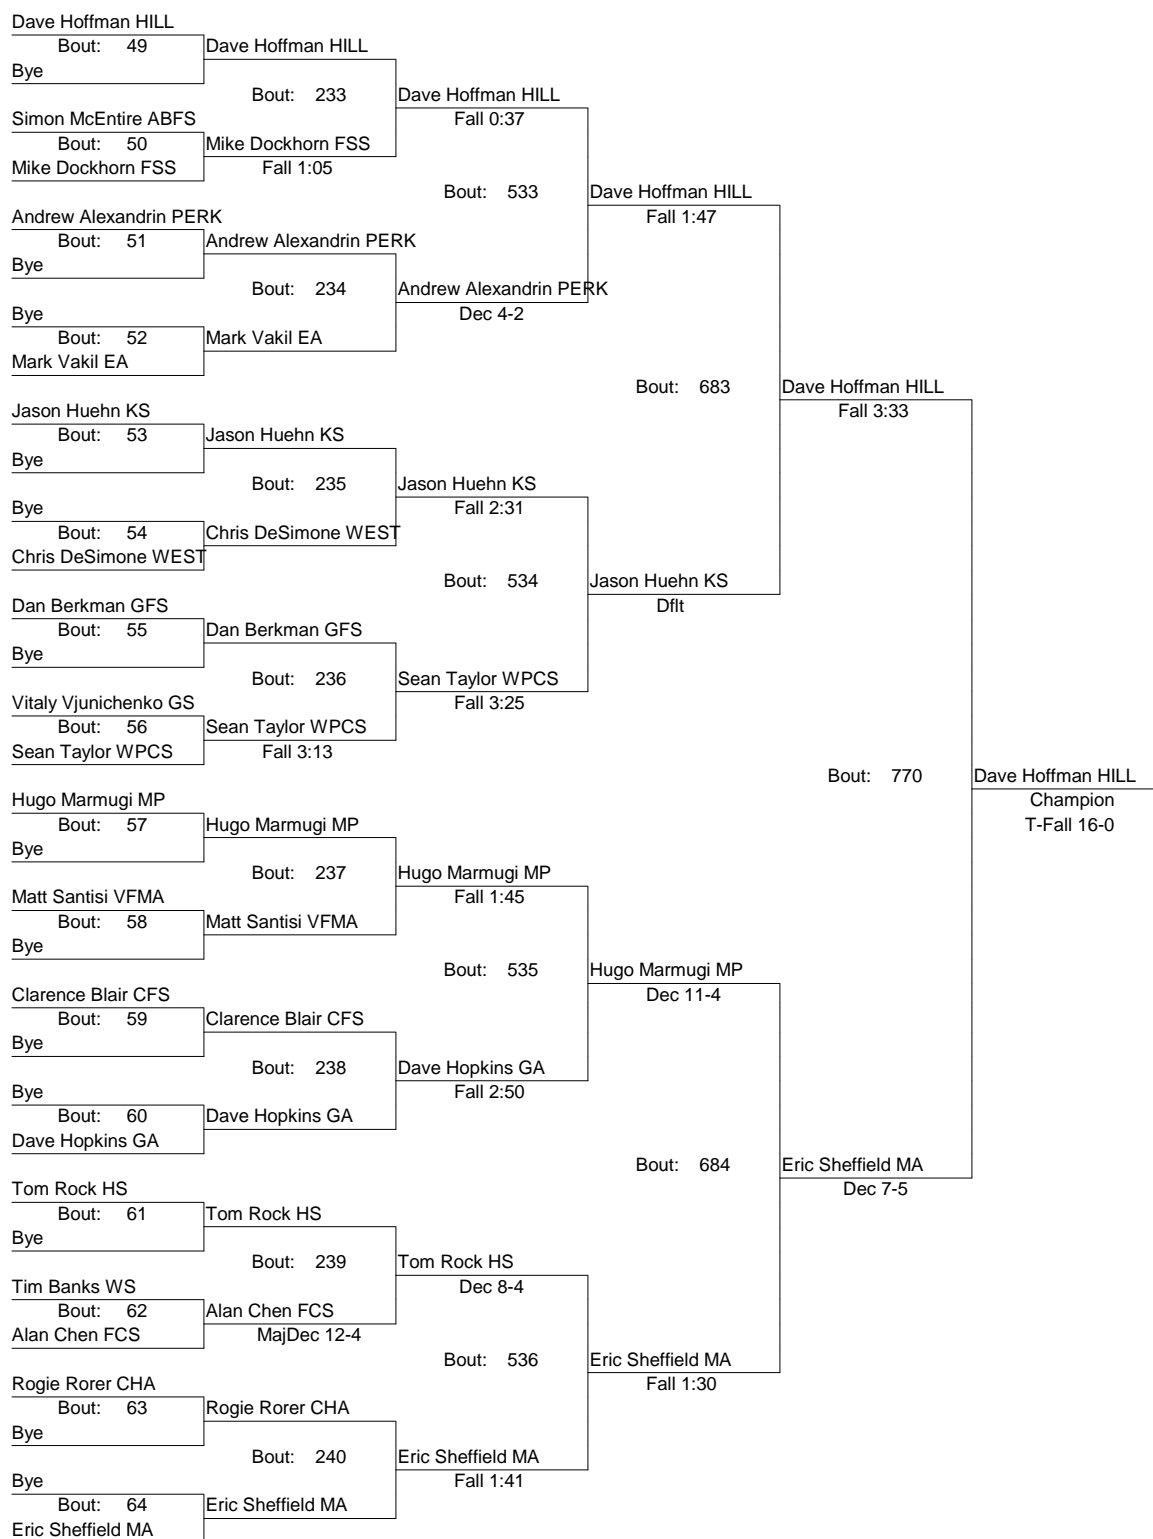 Dave Hoffman HILL
Bout: 49 Dave Hoffman HILL
Bye
Bout: 233 Dave Hoffman HILL
Simon McEntire ABFS Fall 0:37
Bout: 50 Mike Dockhorn FSS
Mike Dockhorn FSS Fall 1:05
Bout: 533 Dave Hoffman HILL
Andrew Alexandrin PERK Fall 1:47
Bout: 51 Andrew Alexandrin PERK
Bye
Bout: 234 Andrew Alexandrin PERK
Bye Dec 4-2
Bout: 52 Mark Vakil EA
Mark Vakil EA
Bout: 683 Dave Hoffman HILL
Jason Huehn KS Fall 3:33
Bout: 53 Jason Huehn KS
Bye
Bout: 235 Jason Huehn KS
Bye Fall 2:31
Bout: 54 Chris DeSimone WEST
Chris DeSimone WEST
Bout: 534 Jason Huehn KS
Dan Berkman GFS Dflt
Bout: 55 Dan Berkman GFS
Bye
Bout: 236 Sean Taylor WPCS
Vitaly Vjunichenko GS Fall 3:25
Bout: 56 Sean Taylor WPCS
Sean Taylor WPCS Fall 3:13
Bout: 770 Dave Hoffman HILL
Hugo Marmugi MP Champion
Bout: 57 Hugo Marmugi MP T-Fall 16-0
Bye
Bout: 237 Hugo Marmugi MP
Matt Santisi VFMA Fall 1:45
Bout: 58 Matt Santisi VFMA
Bye
Bout: 535 Hugo Marmugi MP
Clarence Blair CFS Dec 11-4
Bout: 59 Clarence Blair CFS
Bye
Bout: 238 Dave Hopkins GA
Bye Fall 2:50
Bout: 60 Dave Hopkins GA
Dave Hopkins GA
Bout: 684 Eric Sheffield MA
Tom Rock HS Dec 7-5
Bout: 61 Tom Rock HS
Bye
Bout: 239 Tom Rock HS
Tim Banks WS Dec 8-4
Bout: 62 Alan Chen FCS
Alan Chen FCS MajDec 12-4
Bout: 536 Eric Sheffield MA
Rogie Rorer CHA Fall 1:30
Bout: 63 Rogie Rorer CHA
Bye
Bout: 240 Eric Sheffield MA
Bye Fall 1:41
Bout: 64 Eric Sheffield MA
Eric Sheffield MA